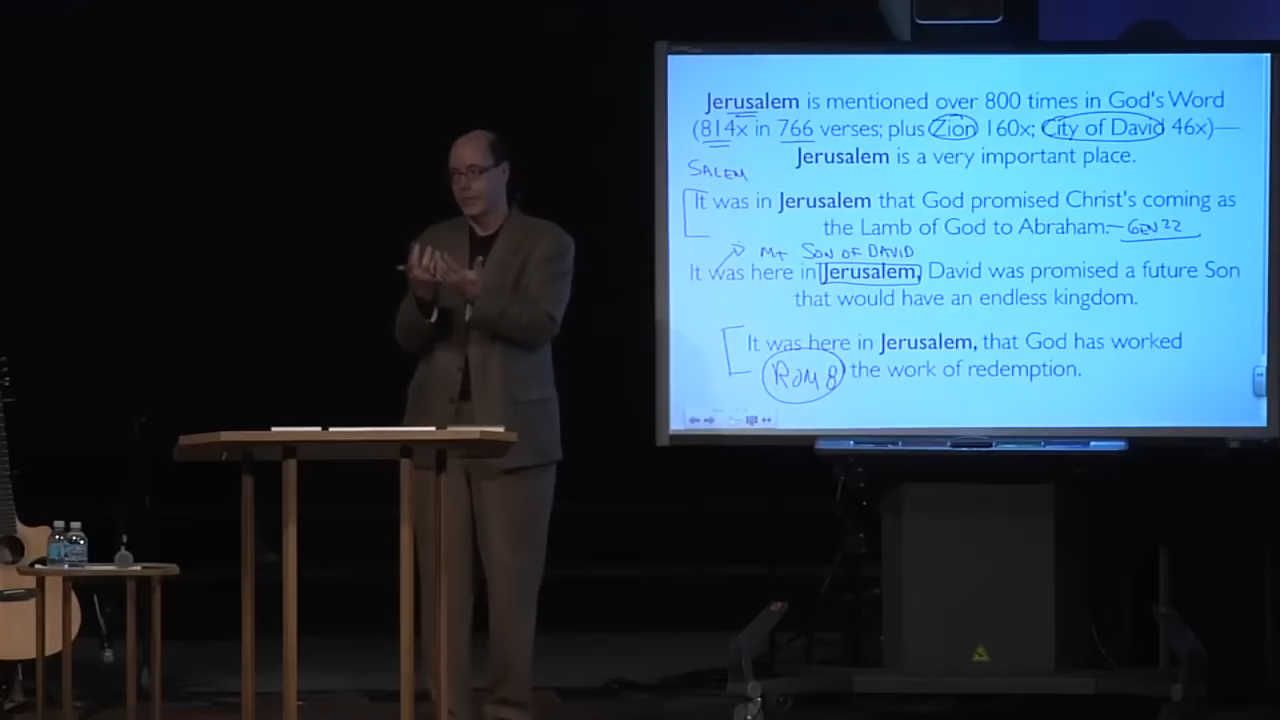 Jerusalem is mentioned over 800 times in God's Word
(814x in 766 verses; plus Zion 160x; City of David 46x)—
Jerusalem is a very important place.
SALEM
It was in Jerusalem that God promised Christ's coming as
the Lamb of God to Abraham.— GEN 22
Mt SON OF DAVID
It was here in Jerusalem, David was promised a future Son
that would have an endless kingdom.
It was here in Jerusalem, that God has worked
ROM 8 the work of redemption.